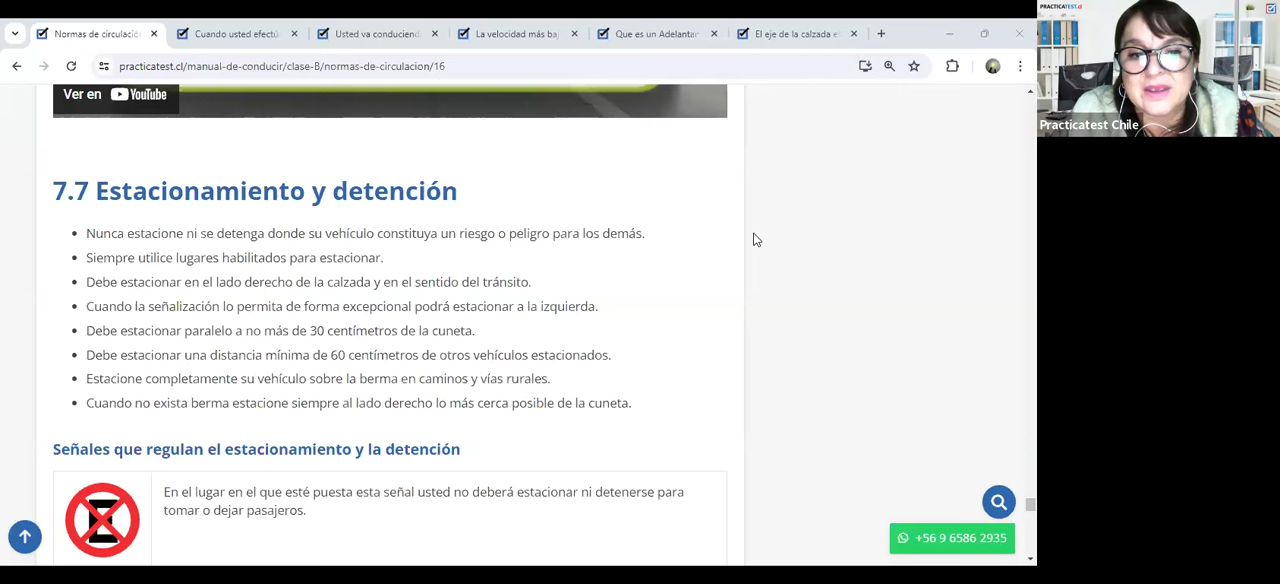 Normas de circulació
Cuando usted efectú
Usted va conduciend
La velocidad más ba
Que es un Adelantar
El eje de la calzada e
practicatest.cl/manual-de-conducir/clase-B/normas-de-circulacion/16
PRACTICATEST.cl
Practicatest Chile
Ver en YouTube
7.7 Estacionamiento y detención
Nunca estacione ni se detenga donde su vehículo constituya un riesgo o peligro para los demás.
Siempre utilice lugares habilitados para estacionar.
Debe estacionar en el lado derecho de la calzada y en el sentido del tránsito.
Cuando la señalización lo permita de forma excepcional podrá estacionar a la izquierda.
Debe estacionar paralelo a no más de 30 centímetros de la cuneta.
Debe estacionar una distancia mínima de 60 centímetros de otros vehículos estacionados.
Estacione completamente su vehículo sobre la berma en caminos y vías rurales.
Cuando no exista berma estacione siempre al lado derecho lo más cerca posible de la cuneta.
Señales que regulan el estacionamiento y la detención
E
En el lugar en el que esté puesta esta señal usted no deberá estacionar ni detenerse para
tomar o dejar pasajeros.
+56 9 6586 2935